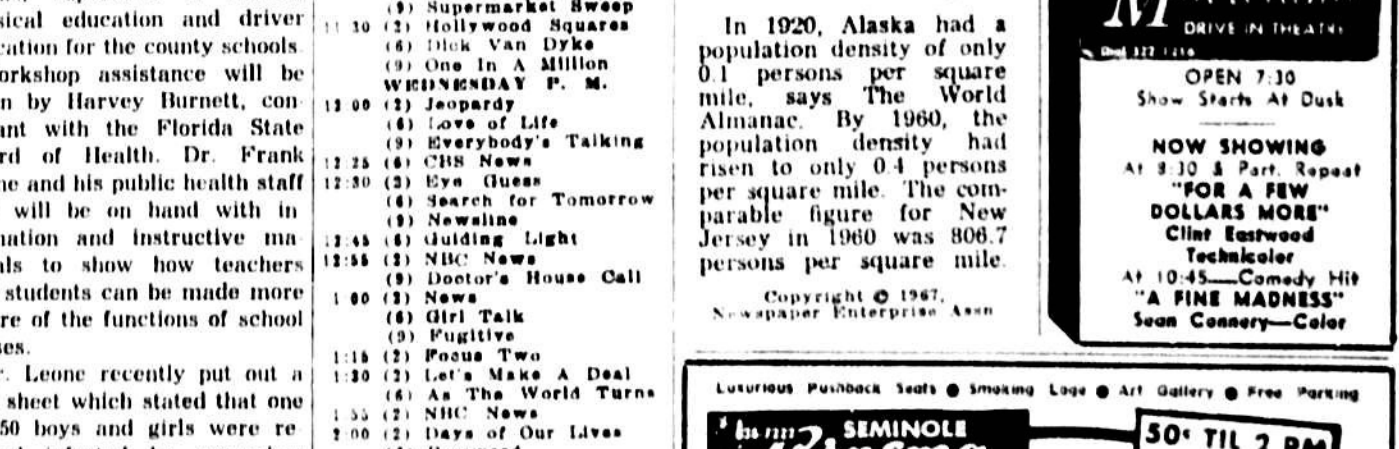 sical education and driver
cation for the county schools.
orkshop assistance will be
n by Harvey Burnett, con-
ant with the Florida State
rd of Health. Dr. Frank
ne and his public health staff
will be on hand with in
mation and instructive ma-
als to show how teachers
students can be made more
re of the functions of school
ses.
r. Leone recently put out a
sheet which stated that one
50 boys and girls were re
(9) Supermarket Sweep
11:30 (2) Hollywood Squares
(6) Dick Van Dyke
(9) One In A Million
WEDNESDAY P. M.
12:00 (2) Jeopardy
(6) Love of Life
(9) Everybody's Talking
12:25 (6) CBS News
12:30 (2) Eye Guess
(6) Search for Tomorrow
(9) Newsline
12:45 (6) Guiding Light
12:55 (2) NBC News
(9) Doctor's House Call
1:00 (2) News
(6) Girl Talk
(9) Fugitive
1:15 (2) Focus Two
1:30 (2) Let's Make A Deal
(6) As The World Turns
1:55 (2) NBC News
2:00 (2) Days of Our Lives
In 1920, Alaska had a
population density of only
0.1 persons per square
mile, says The World
Almanac. By 1960, the
population density had
risen to only 0.4 persons
per square mile. The com-
parable figure for New
Jersey in 1960 was 806.7
persons per square mile.
Copyright © 1967,
Newspaper Enterprise Assn
DRIVE IN THEATRE
OPEN 7:30
Show Starts At Dusk
NOW SHOWING
At 8:30 & Part. Repeat
"FOR A FEW
DOLLARS MORE"
Clint Eastwood
Technicolor
At 10:45—Comedy Hit
"A FINE MADNESS"
Sean Connery—Color
Luxurious Pushback Seats ● Smoking Loge ● Art Gallery ● Free Parking
SEMINOLE
50¢ TIL 2 PM